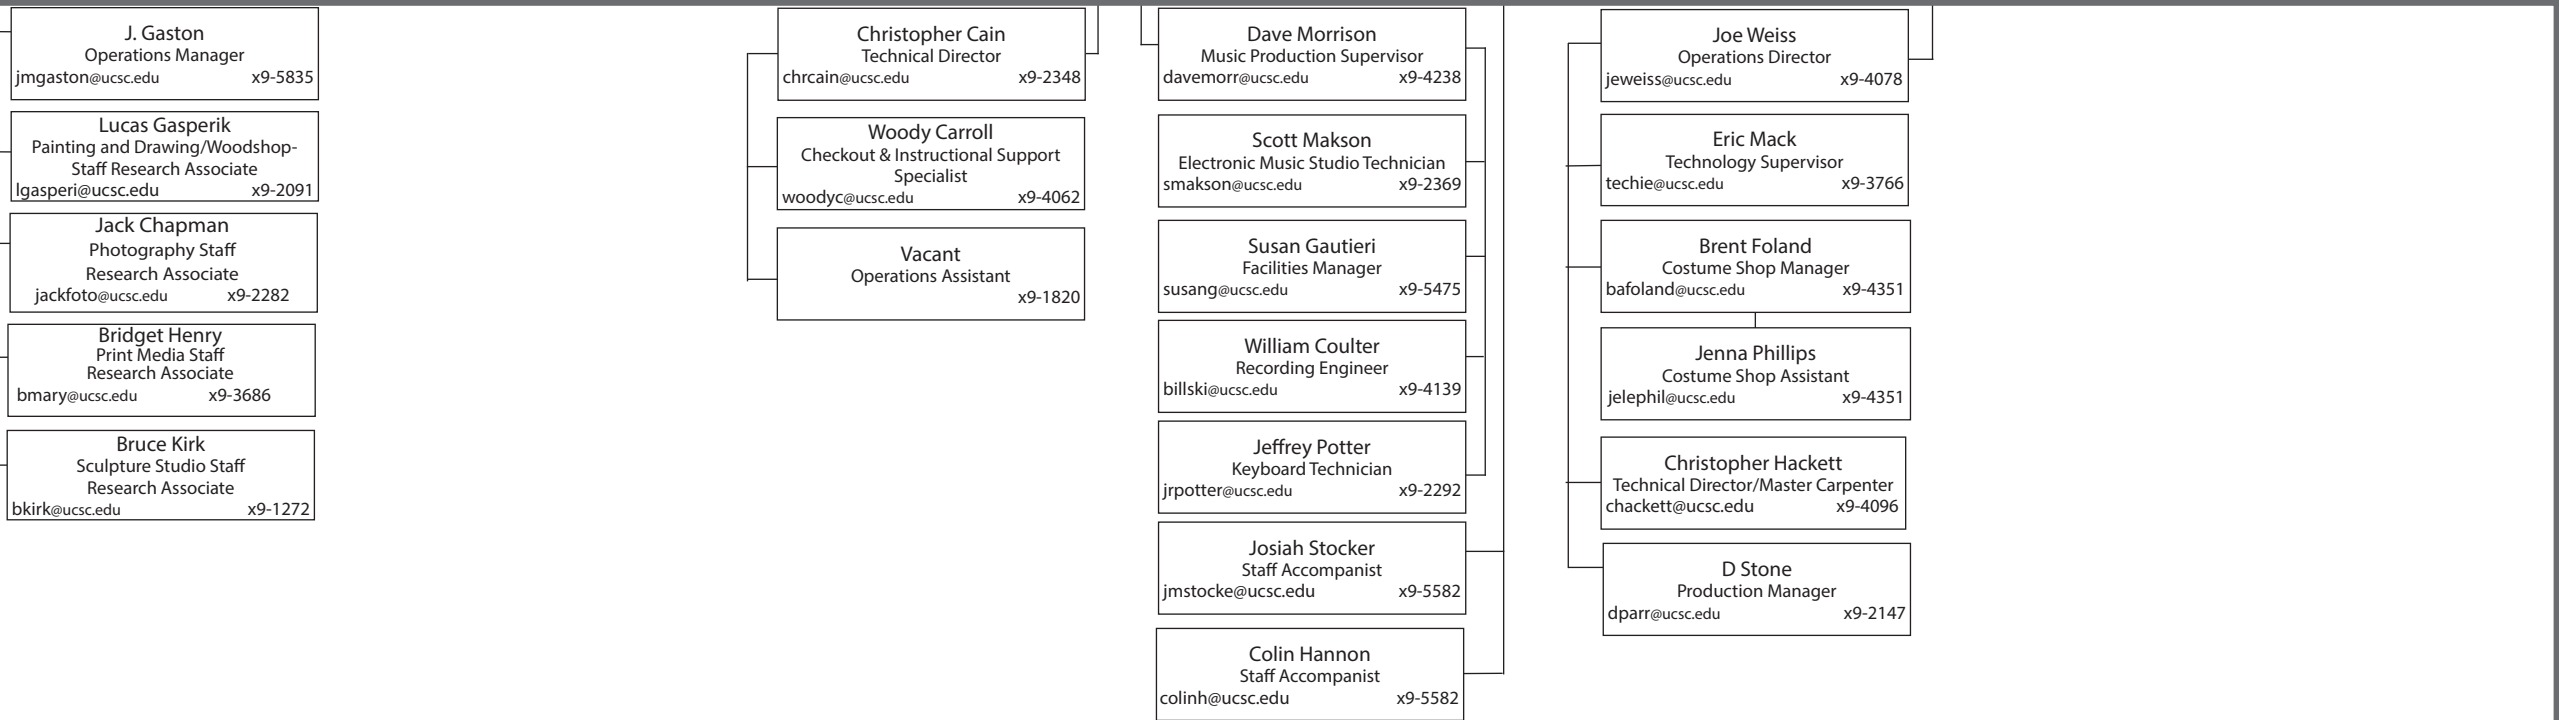 J. Gaston
Operations Manager
jmgaston@ucsc.edu x9-5835
Lucas Gasperik
Painting and Drawing/Woodshop-
Staff Research Associate
lgasperi@ucsc.edu x9-2091
Jack Chapman
Photography Staff
Research Associate
jackfoto@ucsc.edu x9-2282
Bridget Henry
Print Media Staff
Research Associate
bmary@ucsc.edu x9-3686
Bruce Kirk
Sculpture Studio Staff
Research Associate
bkirk@ucsc.edu x9-1272
Christopher Cain
Technical Director
chrcain@ucsc.edu x9-2348
Woody Carroll
Checkout & Instructional Support
Specialist
woodyc@ucsc.edu x9-4062
Vacant
Operations Assistant
x9-1820
Dave Morrison
Music Production Supervisor
davemorr@ucsc.edu x9-4238
Scott Makson
Electronic Music Studio Technician
smakson@ucsc.edu x9-2369
Susan Gautieri
Facilities Manager
susang@ucsc.edu x9-5475
William Coulter
Recording Engineer
billski@ucsc.edu x9-4139
Jeffrey Potter
Keyboard Technician
jrpotter@ucsc.edu x9-2292
Josiah Stocker
Staff Accompanist
jmstocke@ucsc.edu x9-5582
Colin Hannon
Staff Accompanist
colinh@ucsc.edu x9-5582
Joe Weiss
Operations Director
jeweiss@ucsc.edu x9-4078
Eric Mack
Technology Supervisor
techie@ucsc.edu x9-3766
Brent Foland
Costume Shop Manager
bafoland@ucsc.edu x9-4351
Jenna Phillips
Costume Shop Assistant
jelephil@ucsc.edu x9-4351
Christopher Hackett
Technical Director/Master Carpenter
chackett@ucsc.edu x9-4096
D Stone
Production Manager
dparr@ucsc.edu x9-2147